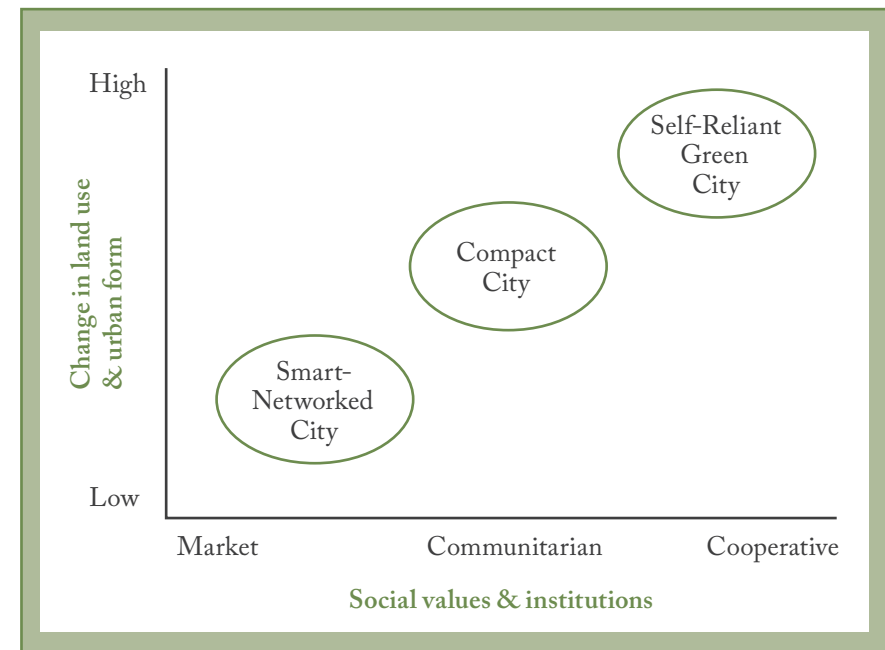 High
Self-Reliant
Green
City
Compact
City
Change in land use
& urban form
Smart-
Networked
City
Low
Market
Communitarian
Cooperative
Social values & institutions